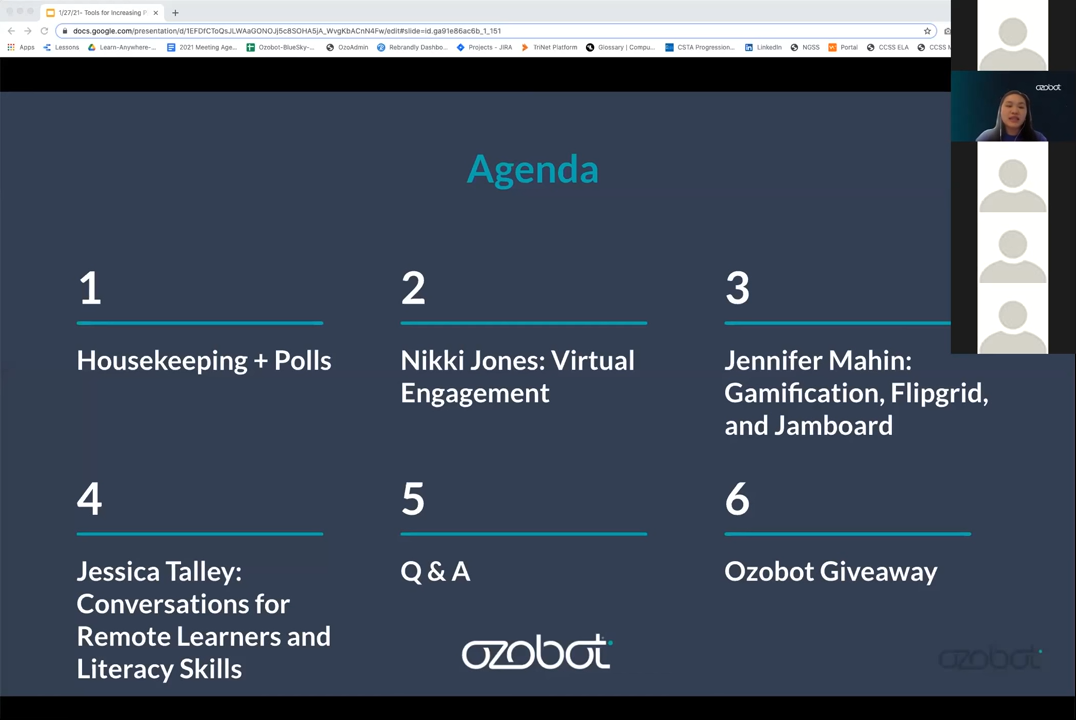 1/27/21- Tools for Increasing P
docs.google.com/presentation/d/1EFDfCToQsJLWAaGONOJj5c8SOHA5jA_WvgKbACnN4Fw/edit#slide=id.ga91e86ac6b_1_151
Apps Lessons Learn-Anywhere-... 2021 Meeting Age... Ozobot-BlueSky-... OzoAdmin Rebrandly Dashbo... Projects - JIRA TriNet Platform Glossary | Compu... CSTA Progression... LinkedIn NGSS Portal CCSS ELA CCSS M
ozobot
Agenda
1
Housekeeping + Polls
2
Nikki Jones: Virtual
Engagement
3
Jennifer Mahin:
Gamification, Flipgrid,
and Jamboard
4
Jessica Talley:
Conversations for
Remote Learners and
Literacy Skills
5
Q & A
6
Ozobot Giveaway
ozobot
ozobot